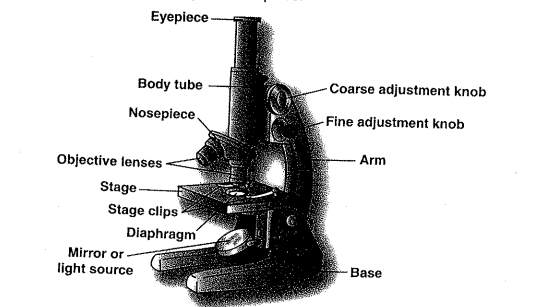 Eyepiece
Body tube
Nosepiece
Objective lenses
Stage
Stage clips
Diaphragm
Mirror or
light source
Coarse adjustment knob
Fine adjustment knob
Arm
Base